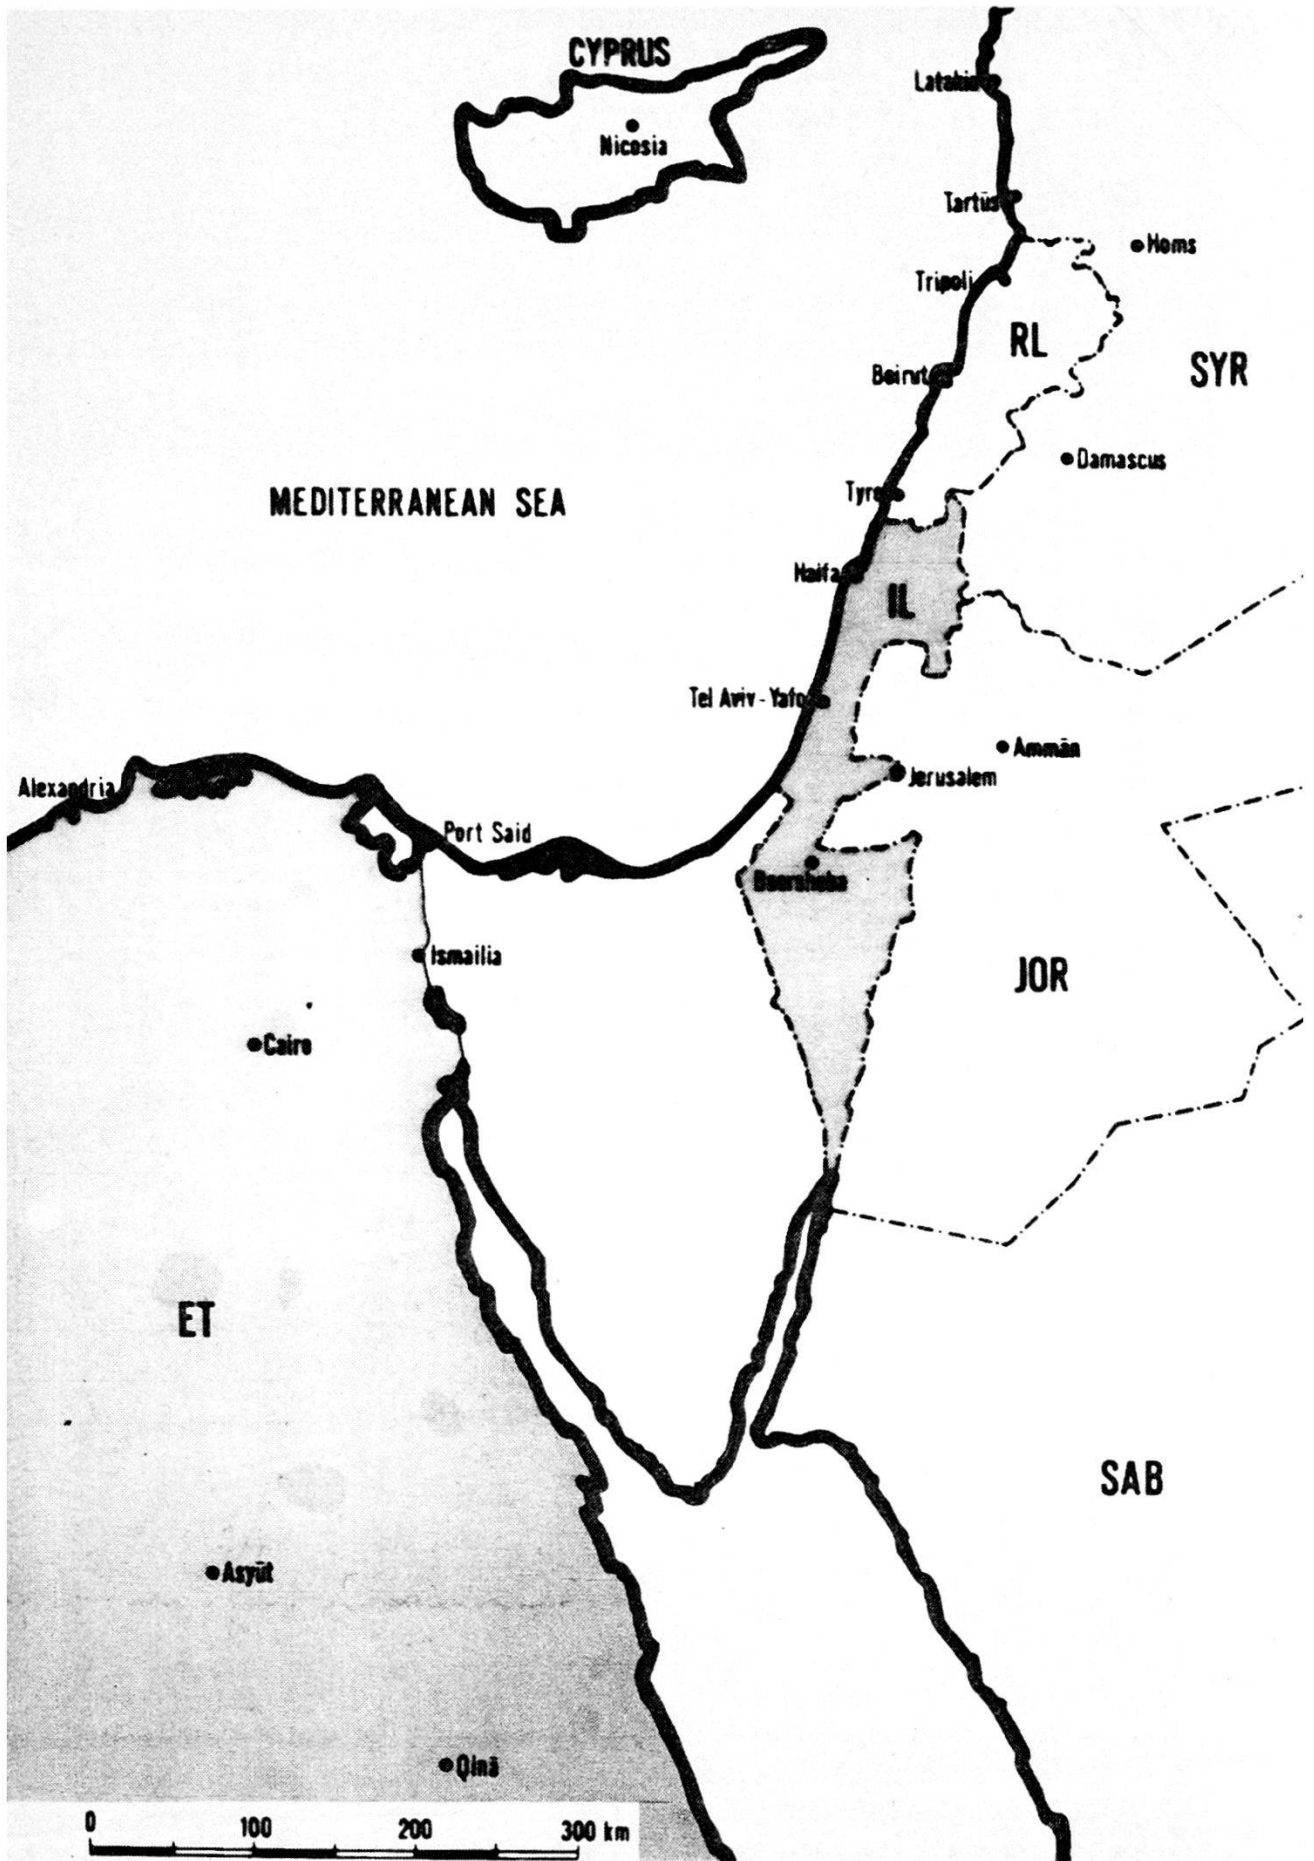 CYPRUS
Latakia
Nicosia
Tartūs
Homs
Tripoli
RL
SYR
Beirut
Damascus
MEDITERRANEAN SEA
Tyre
Haifa
IL
Tel Aviv-Yafo
Ammān
Jerusalem
Alexandria
Port Said
Beersheba
Ismailia
JOR
Cairo
ET
SAB
Asyūt
Qinā
0 100 200 300 km